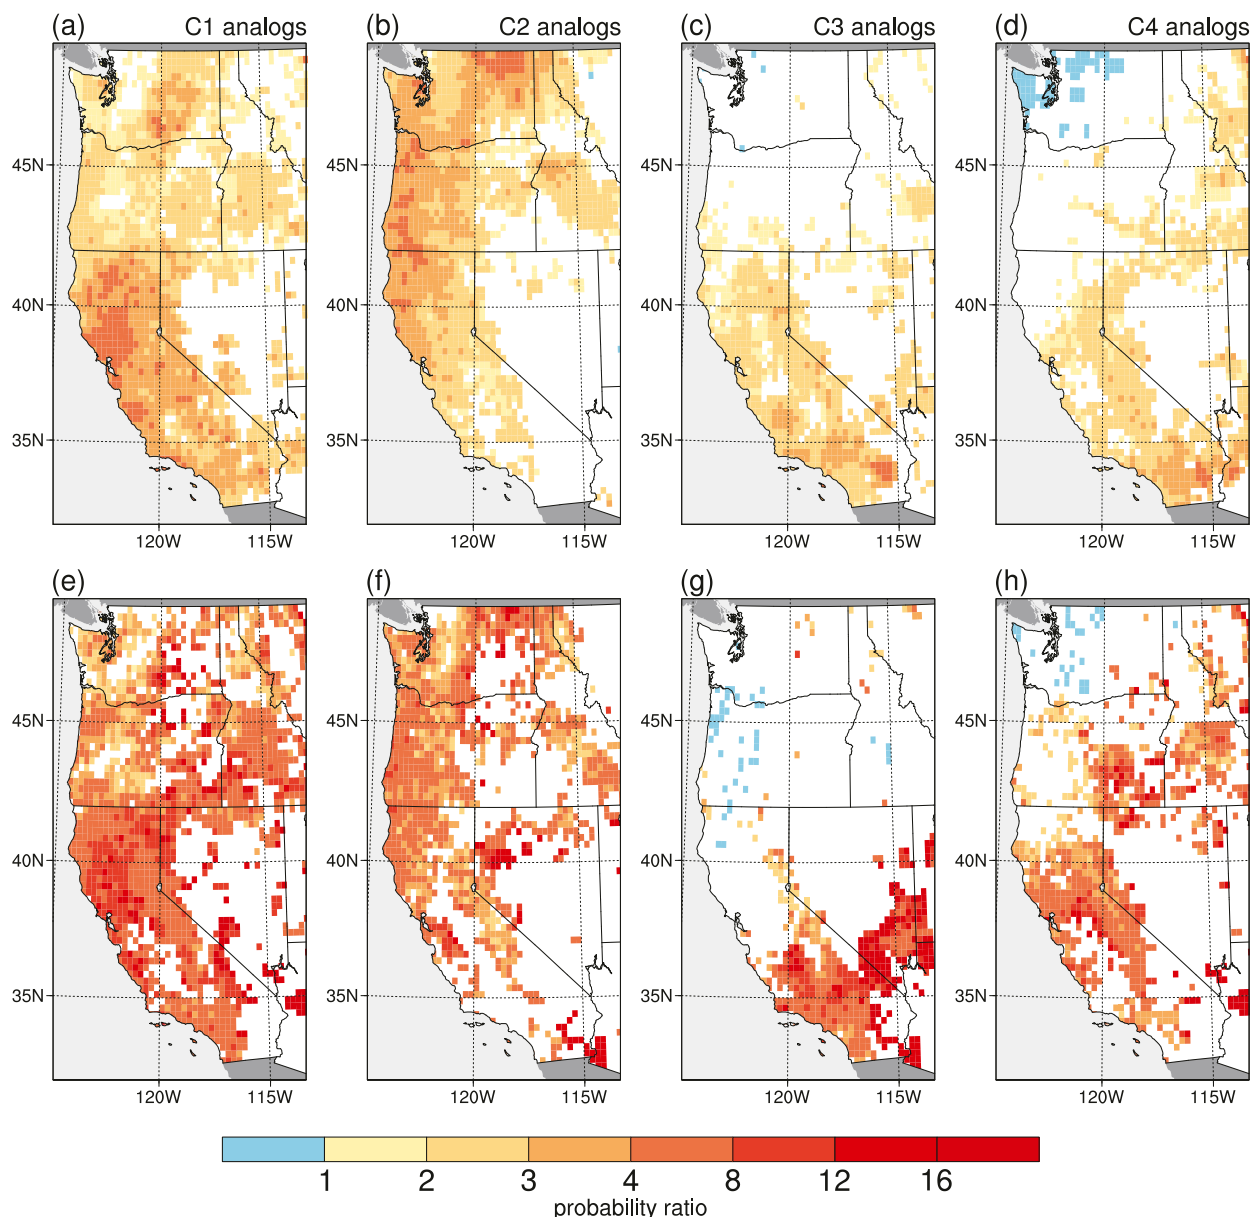 (a) C1 analogs (b) C2 analogs (c) C3 analogs (d) C4 analogs
45N 45N 45N 45N
40N 40N 40N 40N
35N 35N 35N 35N
120W 115W 120W 115W 120W 115W 120W 115W
(e) (f) (g) (h)
45N 45N 45N 45N
40N 40N 40N 40N
35N 35N 35N 35N
120W 115W 120W 115W 120W 115W 120W 115W
1 2 3 4 8 12 16
probability ratio